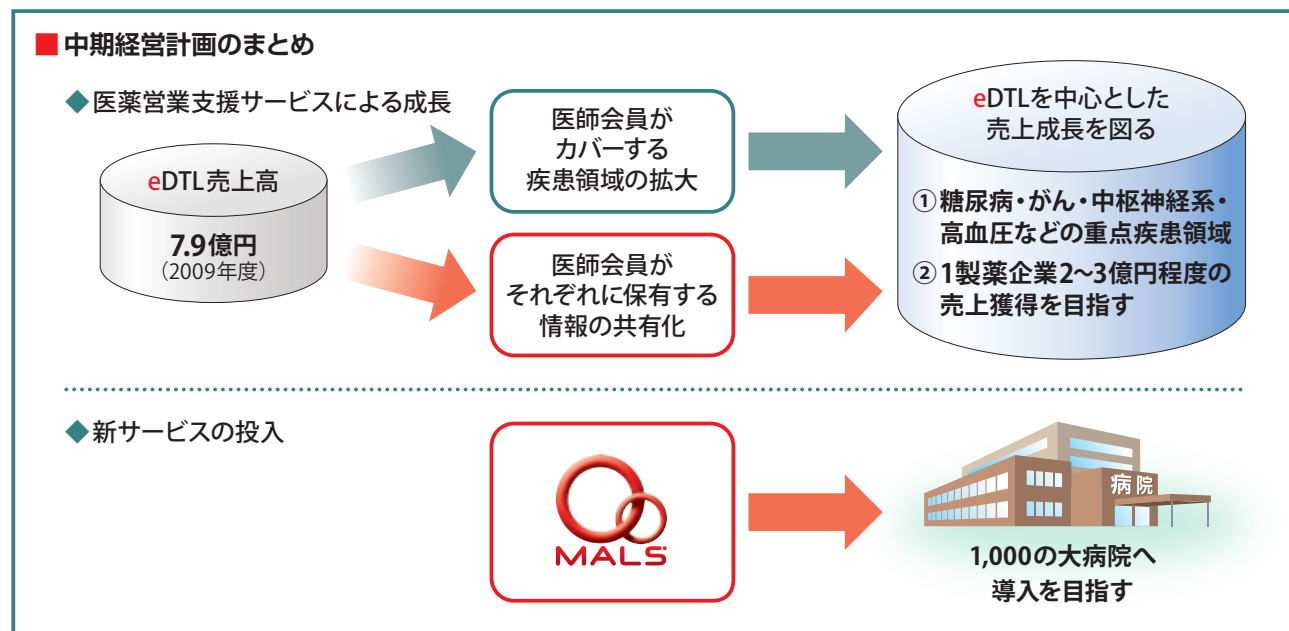 ■ 中期経営計画のまとめ
◆医薬営業支援サービスによる成長
eDTL売上高
7.9億円
（2009年度）
医師会員が
カバーする
疾患領域の拡大
医師会員が
それぞれに保有する
情報の共有化
eDTLを中心とした
売上成長を図る
①糖尿病・がん・中枢神経系・
高血圧などの重点疾患領域
②1製薬企業2～3億円程度の
売上獲得を目指す
◆新サービスの投入
MALS
病院
1,000の大病院へ
導入を目指す